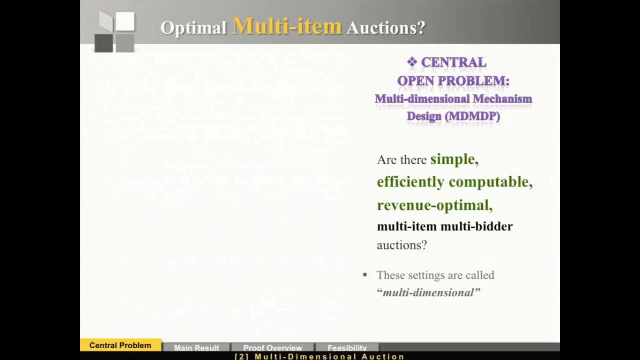 Optimal Multi-item Auctions?
❖ CENTRAL
OPEN PROBLEM:
Multi-dimensional Mechanism
Design (MDMDP)
Are there simple,
efficiently computable,
revenue-optimal,
multi-item multi-bidder
auctions?
▪ These settings are called
“multi-dimensional”
Central Problem Main Result Proof Overview Feasibility
[2] Multi-Dimensional Auction